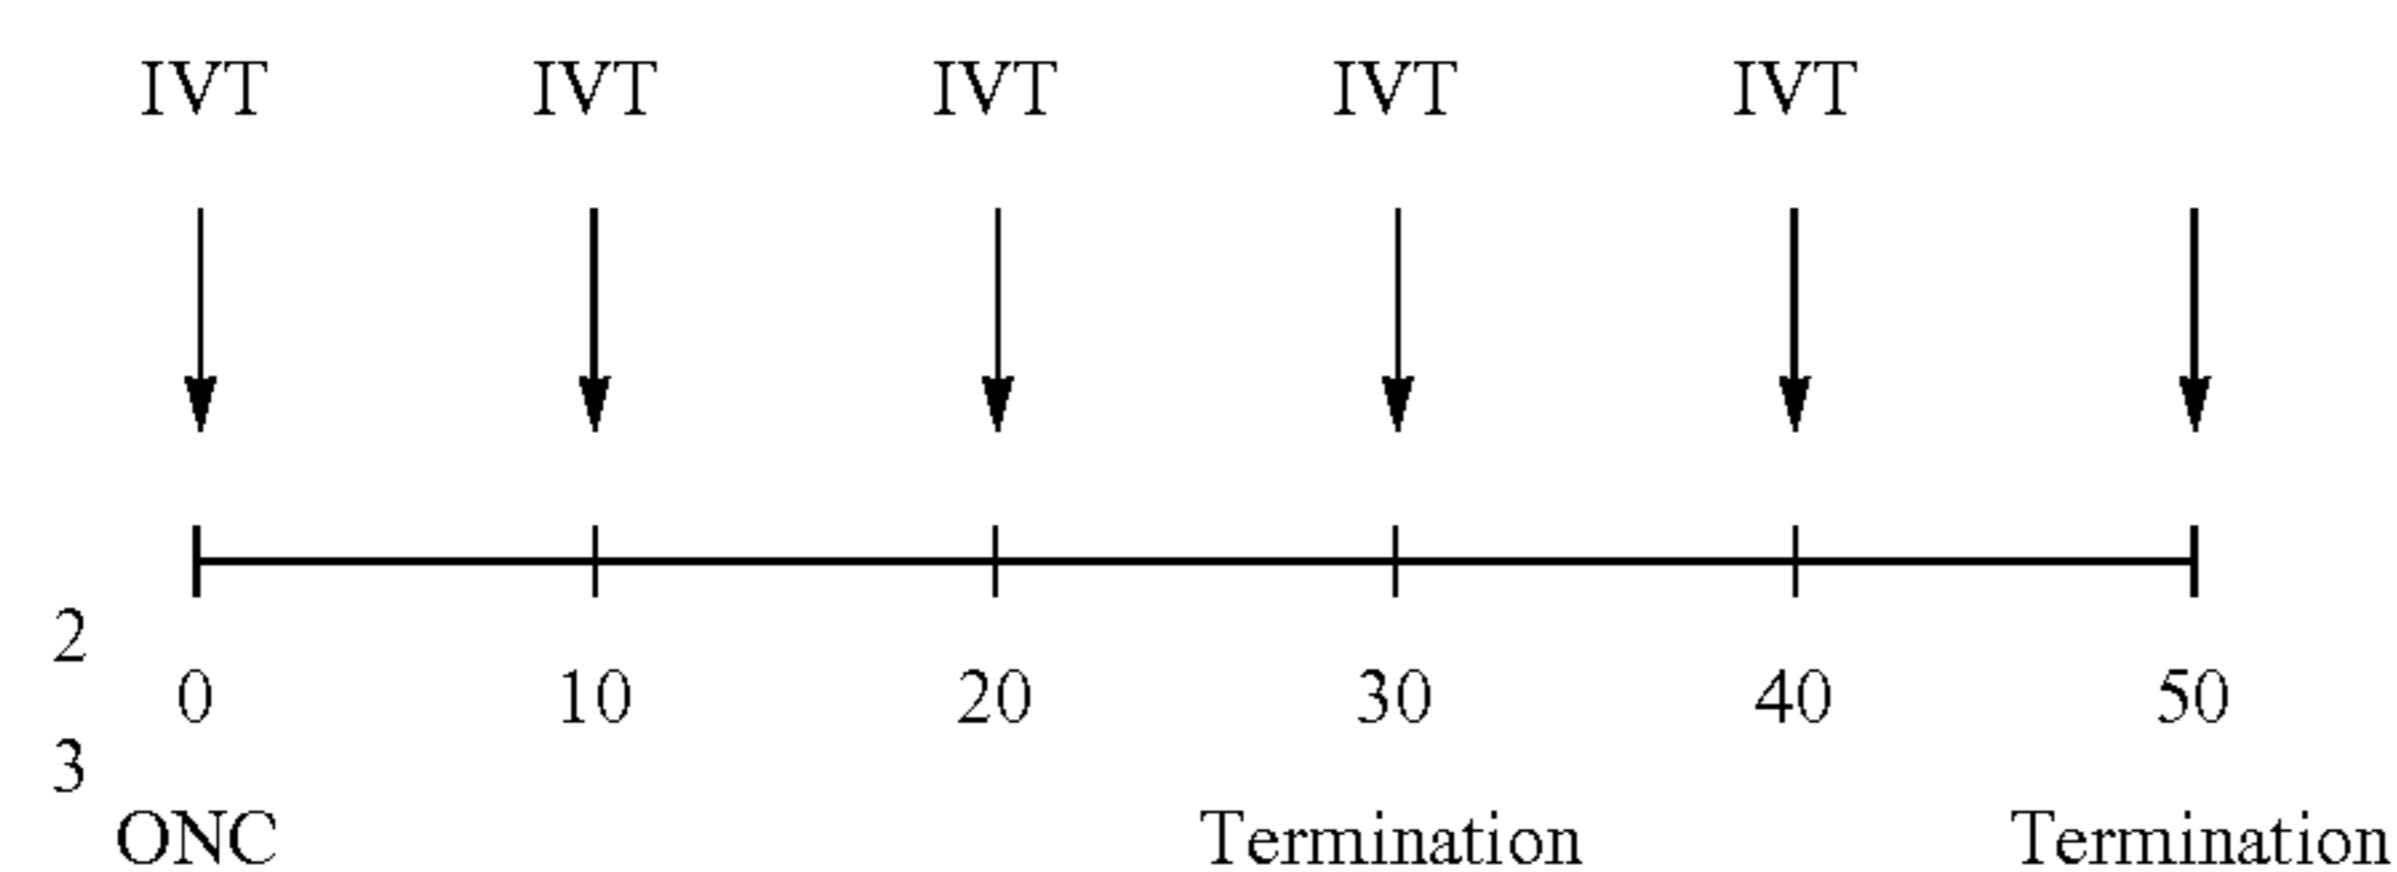 IVT IVT IVT IVT IVT
2
0 10 20 30 40 50
3
ONC Termination Termination